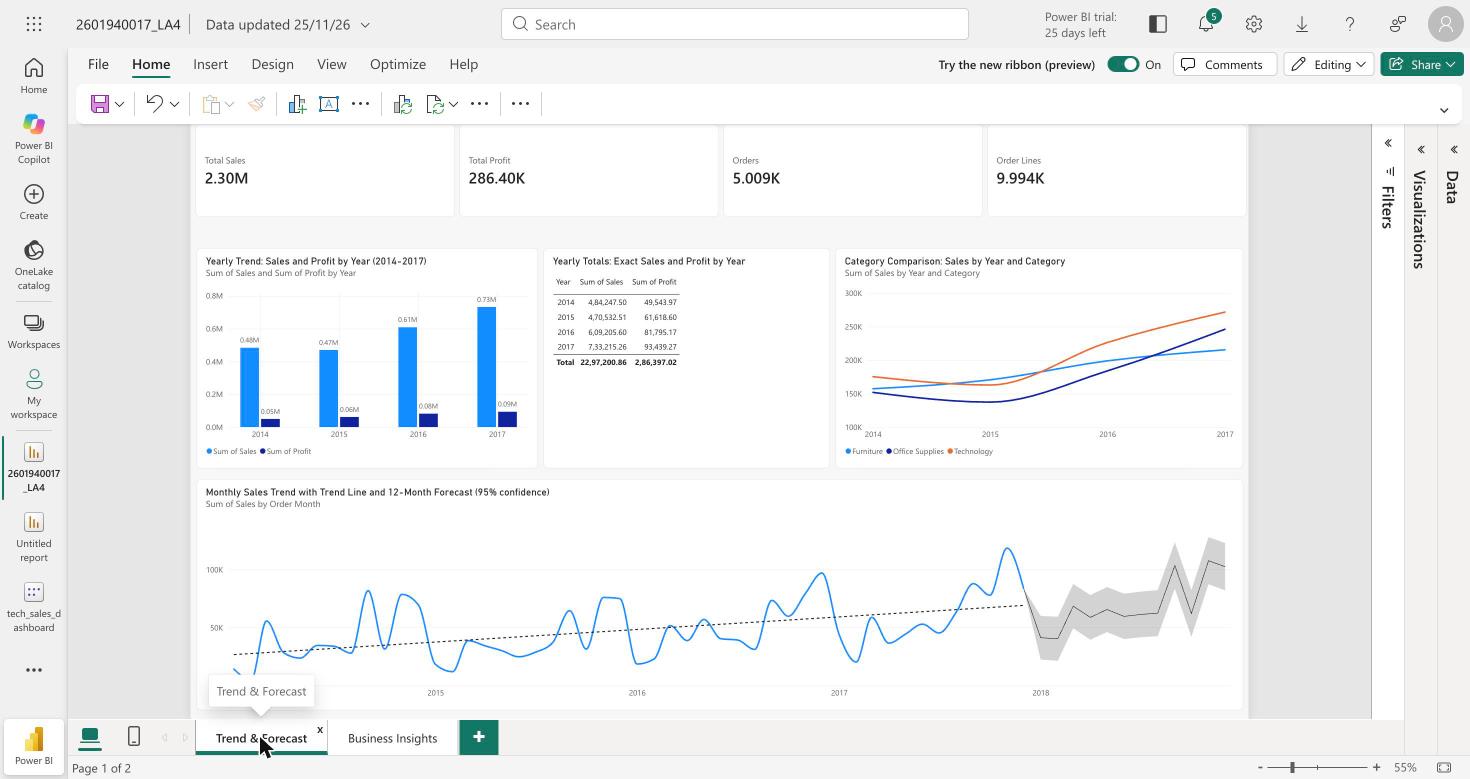 2601940017_LA4
Data updated 25/11/26
Search
Power BI trial:
25 days left
5
File
Home
Insert
Design
View
Optimize
Help
Try the new ribbon (preview)
On
Comments
Editing
Share
Home
Power BI
Copilot
Create
OneLake
catalog
Workspaces
My
workspace
2601940017
_LA4
Untitled
report
tech_sales_d
ashboard
Power BI
Total Sales
2.30M
Total Profit
286.40K
Orders
5.009K
Order Lines
9.994K
Yearly Trend: Sales and Profit by Year (2014-2017)
Sum of Sales and Sum of Profit by Year
0.8M
0.6M
0.4M
0.2M
0.0M
0.48M
0.05M
0.47M
0.06M
0.61M
0.08M
0.73M
0.09M
2014 2015 2016 2017
Sum of Sales Sum of Profit
Yearly Totals: Exact Sales and Profit by Year
Year Sum of Sales Sum of Profit
2014 4,84,247.50 49,543.97
2015 4,70,532.51 61,618.60
2016 6,09,205.60 81,795.17
2017 7,33,215.26 93,439.27
Total 22,97,200.86 2,86,397.02
Category Comparison: Sales by Year and Category
Sum of Sales by Year and Category
300K
250K
200K
150K
100K
2014 2015 2016 2017
Furniture Office Supplies Technology
Monthly Sales Trend with Trend Line and 12-Month Forecast (95% confidence)
Sum of Sales by Order Month
100K
50K
2015 2016 2017 2018
Trend & Forecast
Filters
Visualizations
Data
Trend & Forecast
x
Business Insights
Page 1 of 2
55%